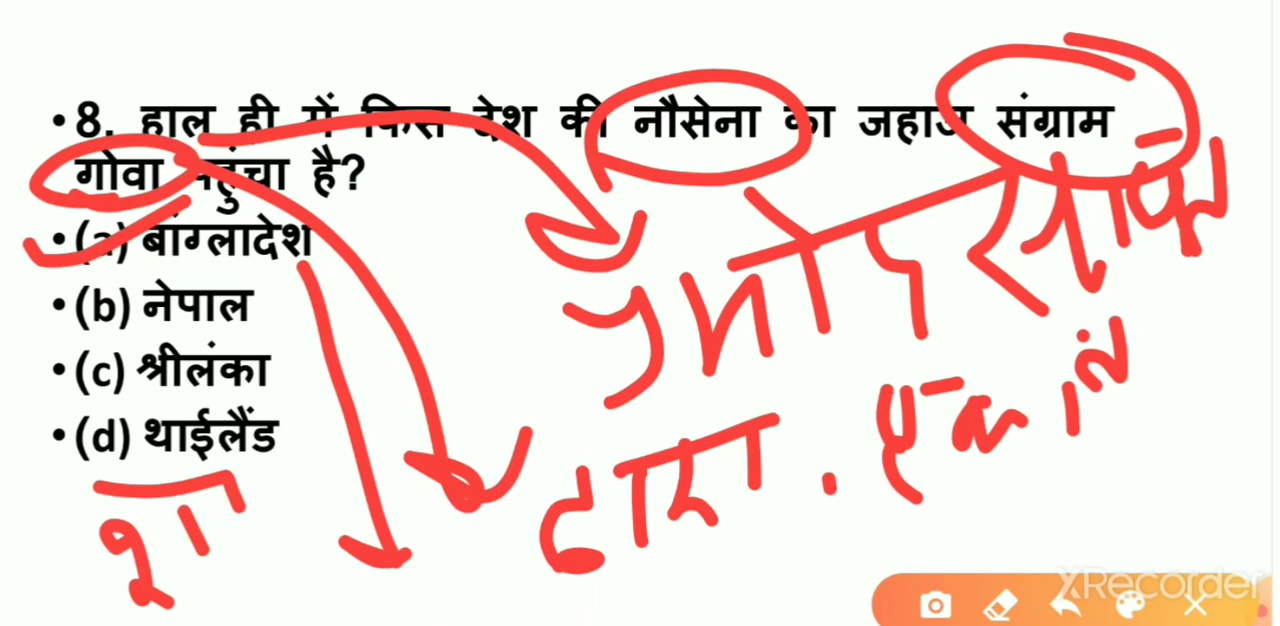 •8. हाल ही में किस देश की नौसेना का जहाज संग्राम
गोवा पहुंचा है?
•(a) बांग्लादेश
•(b) नेपाल
•(c) श्रीलंका
•(d) थाईलैंड
XRecorder